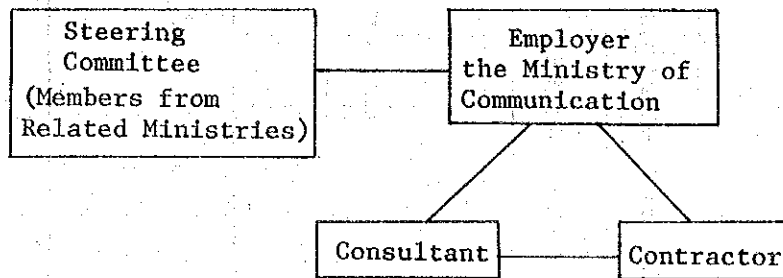 Steering
Committee
(Members from
Related Ministries)
Employer
the Ministry of
Communication
Consultant
Contractor